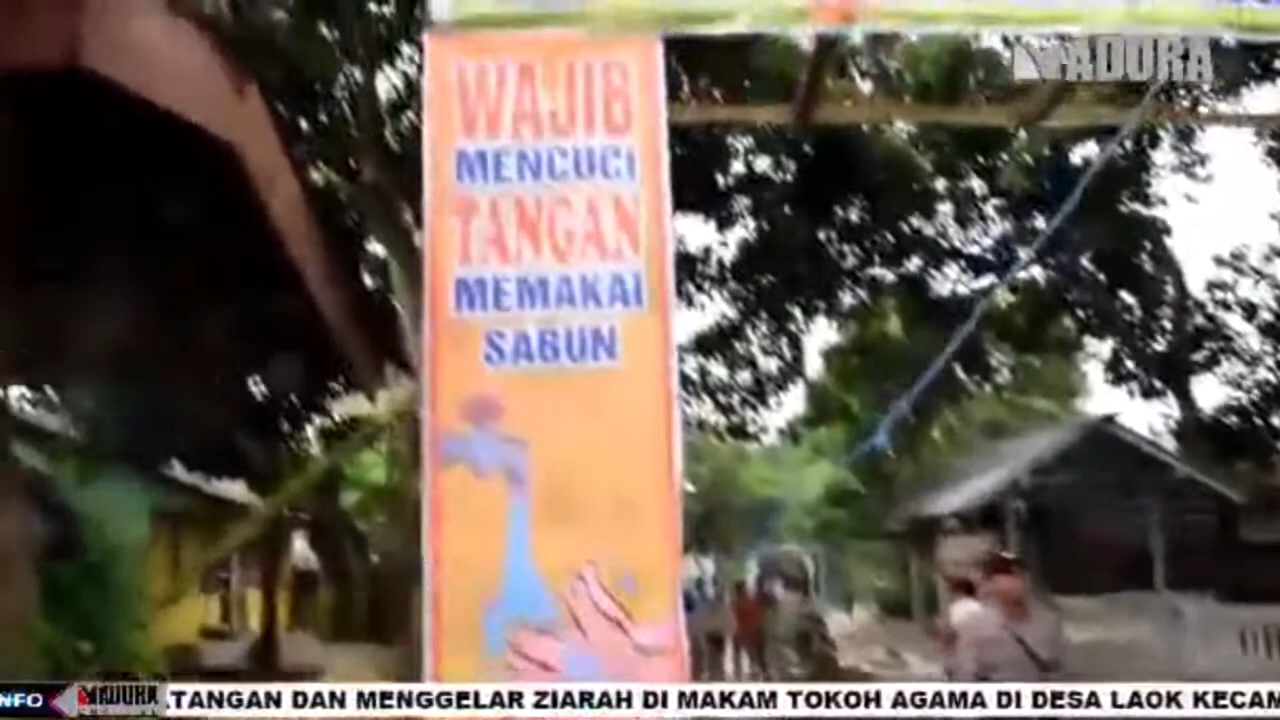 MADURA
WAJIB
MENCUCI
TANGAN
MEMAKAI
SABUN
INFO MADURA TANGAN DAN MENGGELAR ZIARAH DI MAKAM TOKOH AGAMA DI DESA LAOK KECAM